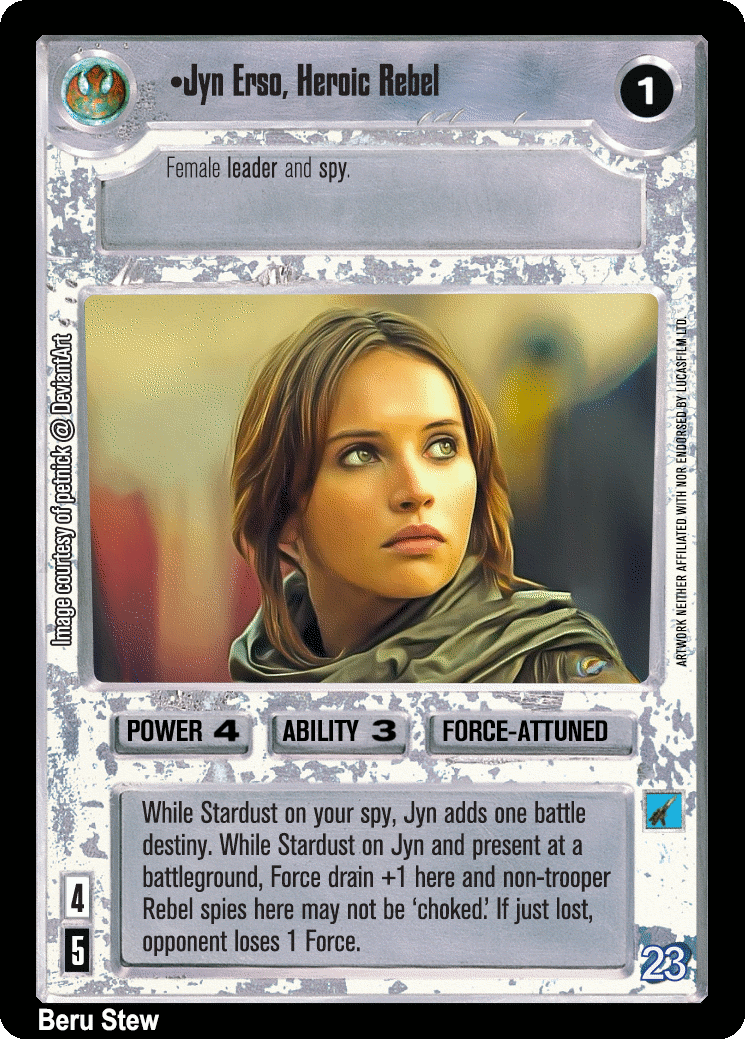 •Jyn Erso, Heroic Rebel
1
Female leader and spy.
Image courtesy of petnick @ DeviantArt
ARTWORK NEITHER AFFILIATED WITH NOR ENDORSED BY LUCASFILM LTD.
POWER 4 ABILITY 3 FORCE-ATTUNED
While Stardust on your spy, Jyn adds one battle
destiny. While Stardust on Jyn and present at a
battleground, Force drain +1 here and non-trooper
Rebel spies here may not be ‘choked.’ If just lost,
opponent loses 1 Force.
4
5
23
Beru Stew